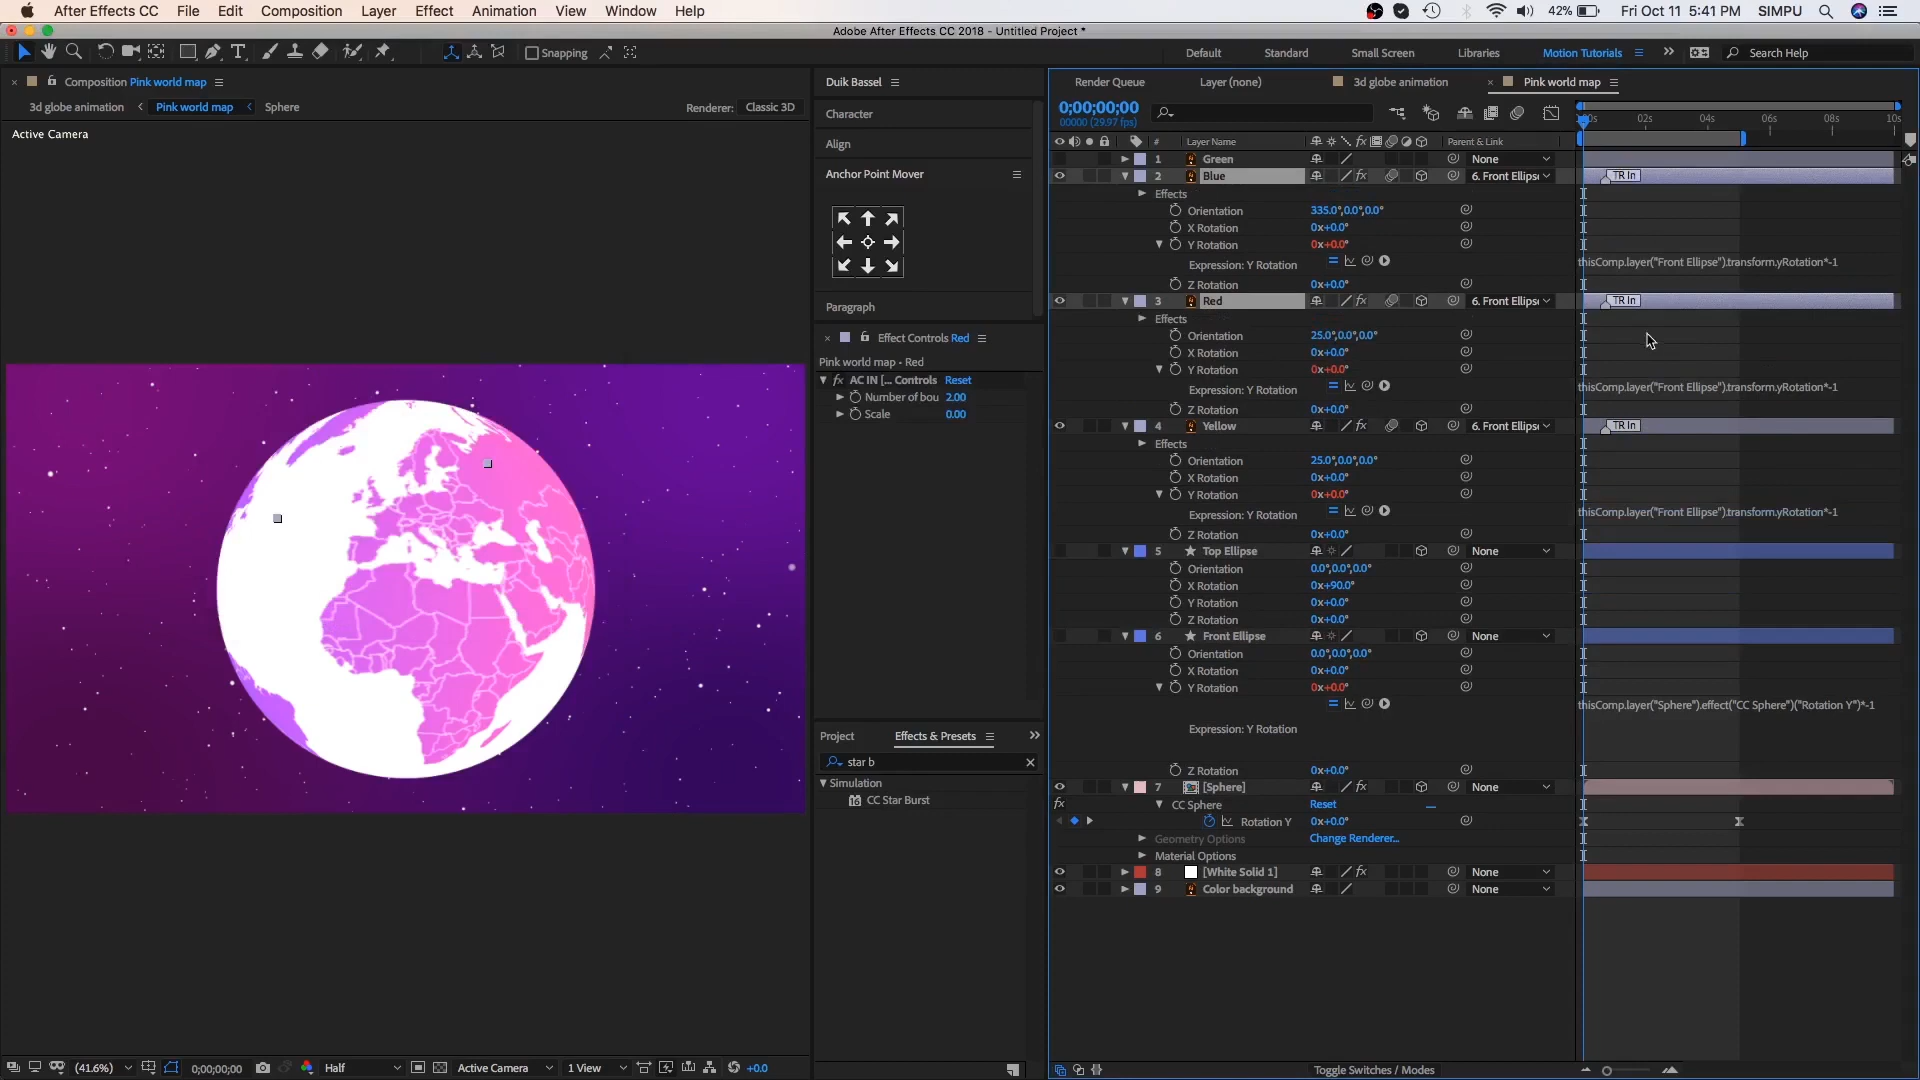 After Effects CC File Edit Composition Layer Effect Animation View Window Help 42% Fri Oct 11 5:41 PM SIMPU
Adobe After Effects CC 2018 - Untitled Project *
Snapping Default Standard Small Screen Libraries Motion Tutorials Search Help
Composition Pink world map
3d globe animation Pink world map Sphere Renderer: Classic 3D
Active Camera
Duik Bassel
Character
Align
Anchor Point Mover
Paragraph
Effect Controls Red
Pink world map • Red
fx AC IN [... Controls Reset
Number of bou 2.00
Scale 0.00
Project Effects & Presets
star b
Simulation
CC Star Burst
Render Queue Layer (none) 3d globe animation Pink world map
0;00;00;00
00000 (29.97 fps)
02s 04s 06s 08s 10s
# Layer Name Parent & Link
1 Green None
2 Blue 6. Front Ellips TR In
Effects
Orientation 335.0°,0.0°,0.0°
X Rotation 0x+0.0°
Y Rotation 0x+0.0°
Expression: Y Rotation thisComp.layer("Front Ellipse").transform.yRotation*-1
Z Rotation 0x+0.0°
3 Red 6. Front Ellips TR In
Effects
Orientation 25.0°,0.0°,0.0°
X Rotation 0x+0.0°
Y Rotation 0x+0.0°
Expression: Y Rotation thisComp.layer("Front Ellipse").transform.yRotation*-1
Z Rotation 0x+0.0°
4 Yellow 6. Front Ellips TR In
Effects
Orientation 25.0°,0.0°,0.0°
X Rotation 0x+0.0°
Y Rotation 0x+0.0°
Expression: Y Rotation thisComp.layer("Front Ellipse").transform.yRotation*-1
Z Rotation 0x+0.0°
5 Top Ellipse None
Orientation 0.0°,0.0°,0.0°
X Rotation 0x+90.0°
Y Rotation 0x+0.0°
Z Rotation 0x+0.0°
6 Front Ellipse None
Orientation 0.0°,0.0°,0.0°
X Rotation 0x+0.0°
Y Rotation 0x+0.0°
thisComp.layer("Sphere").effect("CC Sphere")("Rotation Y")*-1
Expression: Y Rotation
Z Rotation 0x+0.0°
7 [Sphere] None
fx CC Sphere Reset
Rotation Y 0x+0.0°
Geometry Options Change Renderer...
Material Options
8 [White Solid 1] None
9 Color background None
(41.6%) 0;00;00;00 Half Active Camera 1 View +0.0
Toggle Switches / Modes